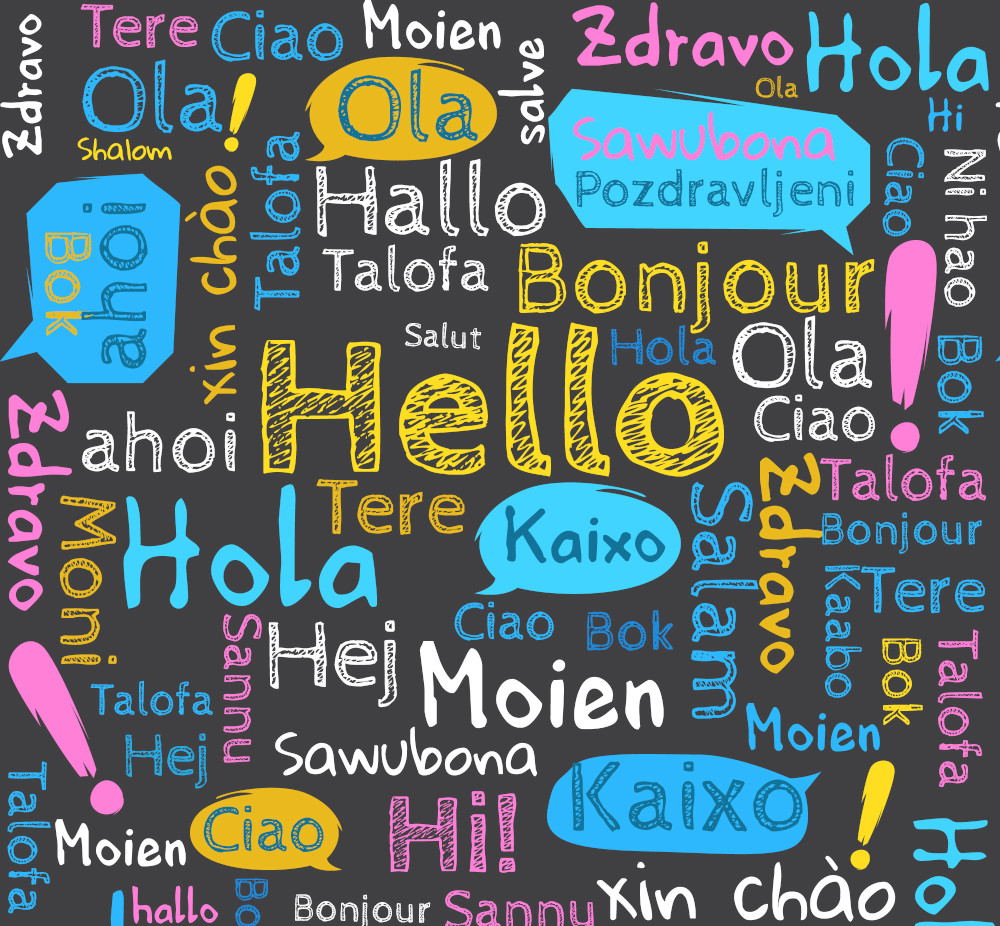 Zdravo
Tere
Ciao
Moien
salve
Zdravo
Hola
Ola
Hi
Ola!
Ola
Shalom
Sawubona
Pozdravljeni
Ciao
Ni hao
ahoj
Bok
xin chào
Talofa
Hallo
Talofa
Bonjour
!
Salut
Hola
Ola
Bok
Hello
Ciao
Zdravo
ahoi
Moni
Hola
Tere
Kaixo
Salam
Zdravo
Talofa
Bonjour
Kaabo
Tere
Ciao
Bok
Sannu
Hej
Moien
Bok
Talofa
!
Talofa
Hej
Sawubona
Moien
Kaixo
!
Talofa
Moien
Ciao
Hi!
Hol
hallo
Bo
Bonjour
Sannu
xin chào